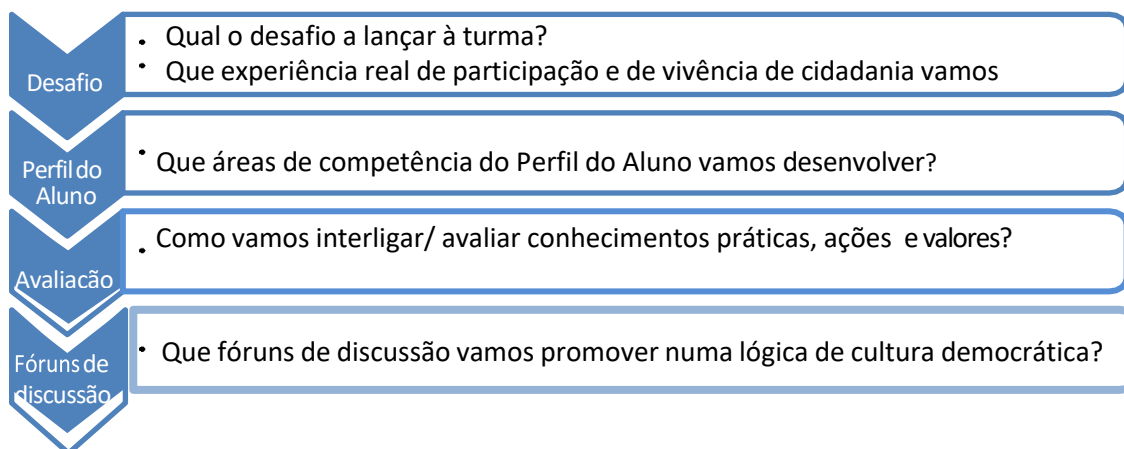 Desafio
. Qual o desafio a lançar à turma?
· Que experiência real de participação e de vivência de cidadania vamos
Perfil do
Aluno
· Que áreas de competência do Perfil do Aluno vamos desenvolver?
Avaliacão
. Como vamos interligar/ avaliar conhecimentos práticas, ações e valores?
Fóruns de
discussão
· Que fóruns de discussão vamos promover numa lógica de cultura democrática?